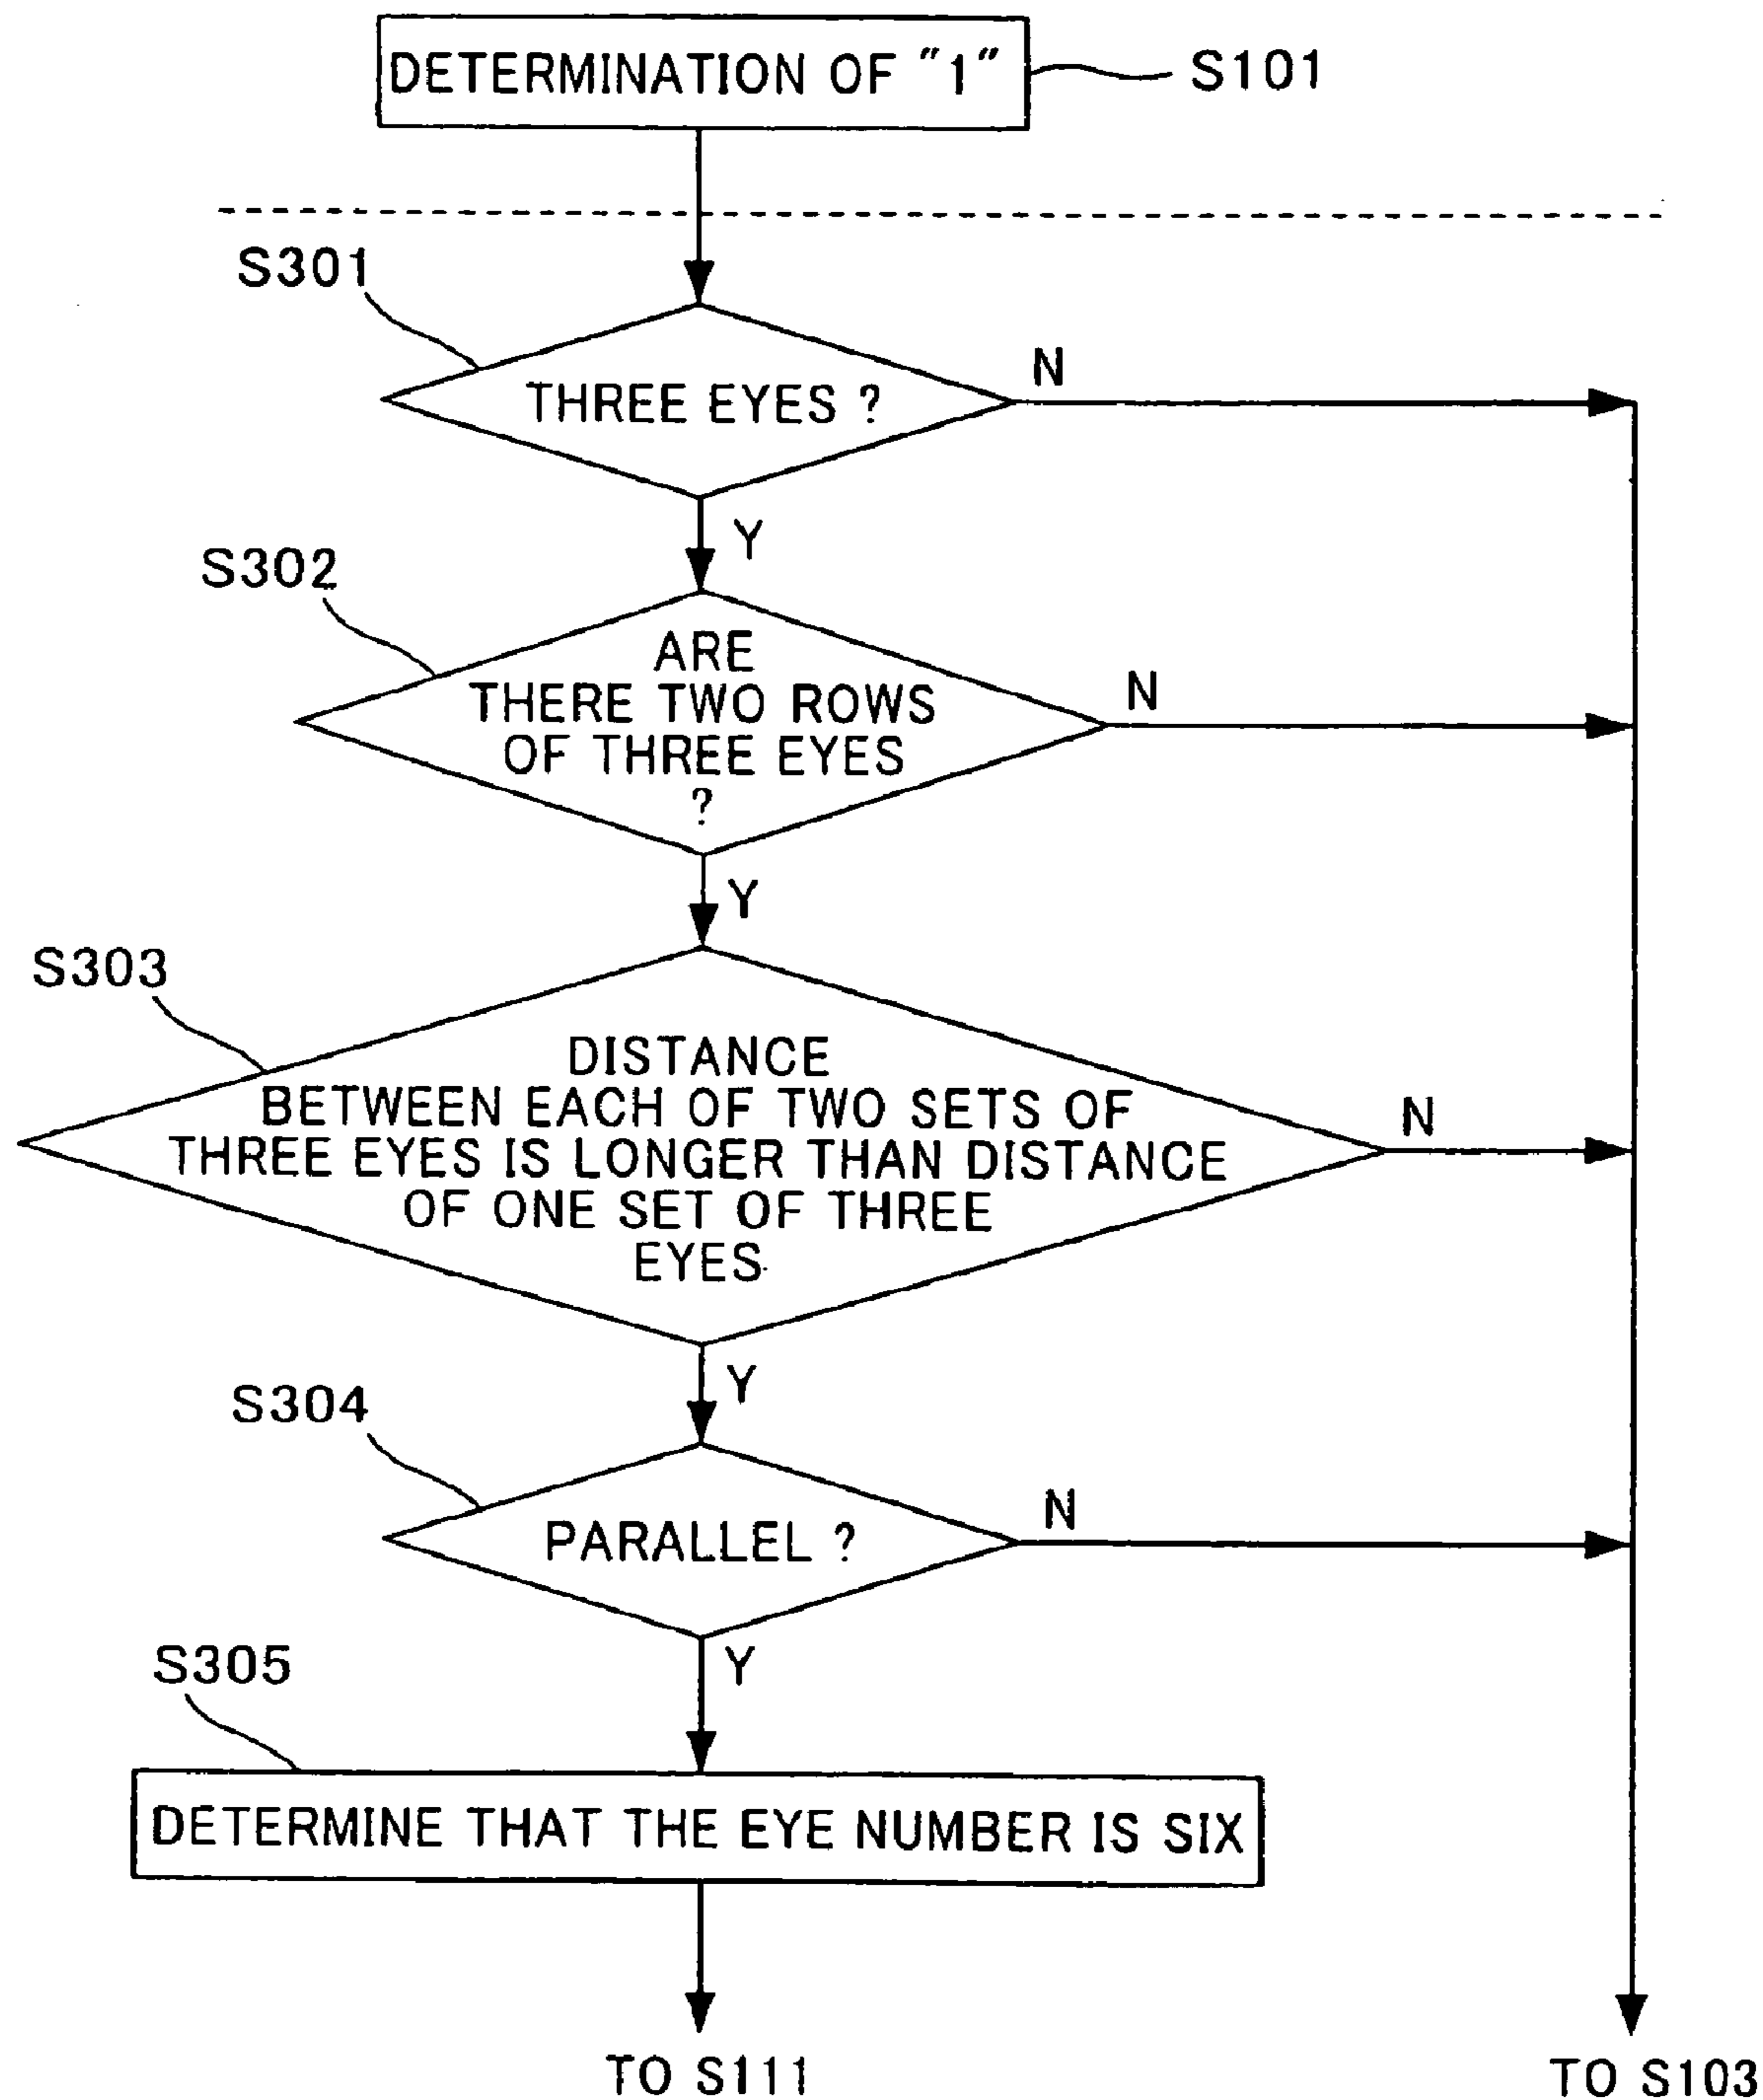 DETERMINATION OF "1"
S101
S301
THREE EYES ?
N
Y
S302
ARE
THERE TWO ROWS
OF THREE EYES
?
N
Y
S303
DISTANCE
BETWEEN EACH OF TWO SETS OF
THREE EYES IS LONGER THAN DISTANCE
OF ONE SET OF THREE
EYES
N
Y
S304
PARALLEL ?
N
Y
S305
DETERMINE THAT THE EYE NUMBER IS SIX
TO S111
TO S103